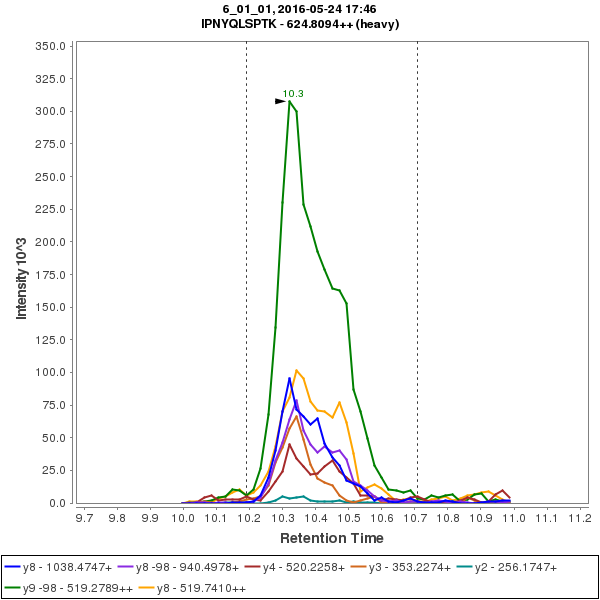 6_01_01, 2016-05-24 17:46
IPNYQLSPTK - 624.8094++ (heavy)
350.0
325.0
300.0
275.0
250.0
225.0
200.0
175.0
150.0
125.0
100.0
75.0
50.0
25.0
0.0
Intensity 10^3
10.3
9.7 9.8 9.9 10.0 10.1 10.2 10.3 10.4 10.5 10.6 10.7 10.8 10.9 11.0 11.1 11.2
Retention Time
y8 - 1038.4747+ y8 -98 - 940.4978+ y4 - 520.2258+ y3 - 353.2274+ y2 - 256.1747+
y9 -98 - 519.2789++ y8 - 519.7410++